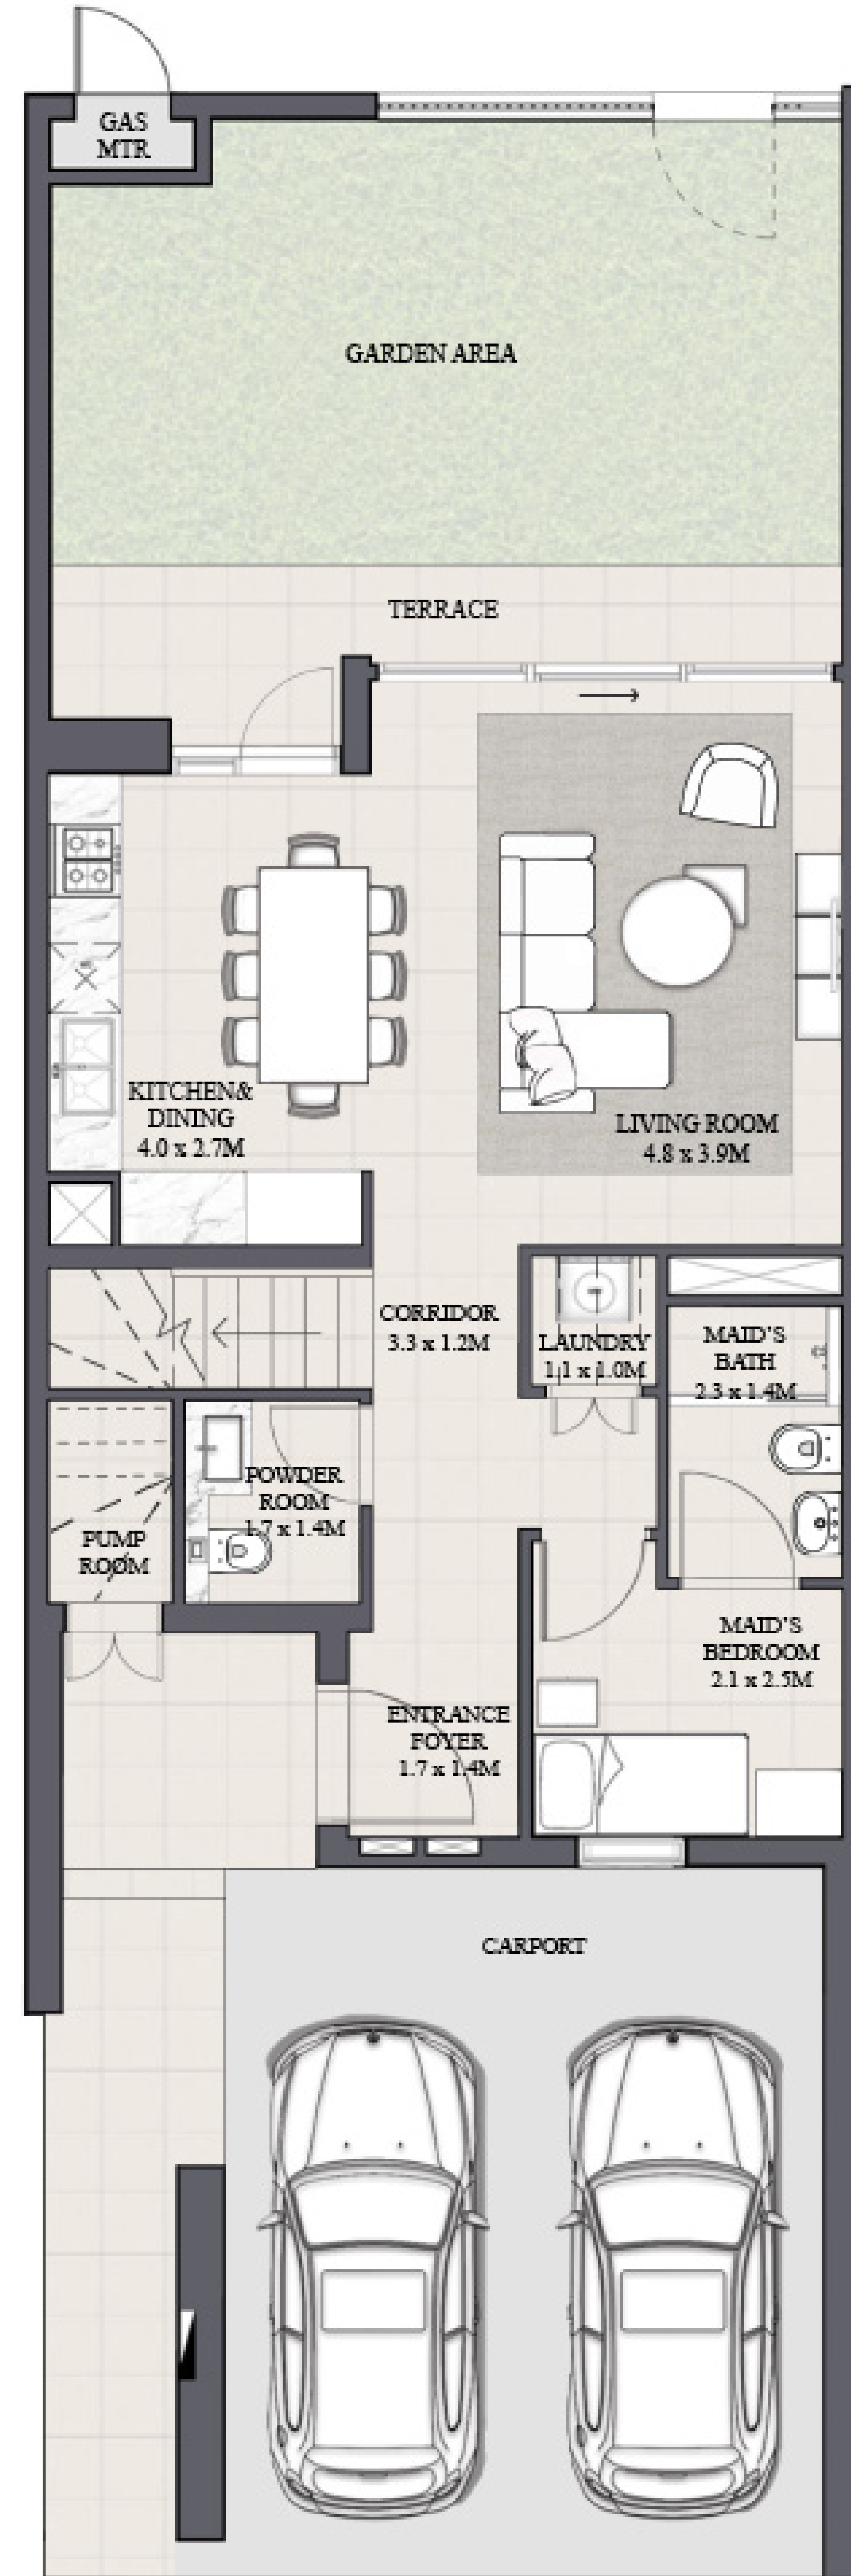 GAS
MTR
GARDEN AREA
TERRACE
KITCHEN&
DINING
4.0 x 2.7M
LIVING ROOM
4.8 x 3.9M
CORRIDOR
3.3 x 1.2M
LAUNDRY
1.1 x 1.0M
MAID'S
BATH
2.3 x 1.4M
POWDER
ROOM
1.7 x 1.4M
PUMP
ROOM
MAID'S
BEDROOM
2.1 x 2.5M
ENTRANCE
FOYER
1.7 x 1.4M
CARPORT